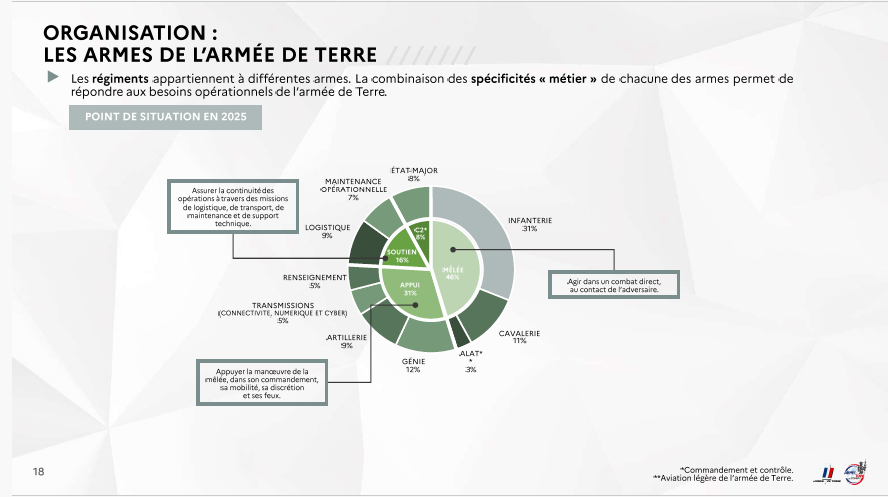 ORGANISATION :
LES ARMES DE L'ARMÉE DE TERRE
Les régiments appartiennent à différentes armes. La combinaison des spécificités « métier » de chacune des armes permet de
répondre aux besoins opérationnels de l'armée de Terre.
POINT DE SITUATION EN 2025
ÉTAT-MAJOR
8%
MAINTENANCE
OPÉRATIONNELLE
7%
Assurer la continuité des
opérations à travers des missions
de logistique, de transport, de
maintenance et de support
technique.
LOGISTIQUE
9%
INFANTERIE
31%
C2*
8%
SOUTIEN
16%
MÊLÉE
46%
APPUI
31%
RENSEIGNEMENT
5%
Agir dans un combat direct,
au contact de l'adversaire.
TRANSMISSIONS
(CONNECTIVITE, NUMERIQUE ET CYBER)
5%
ARTILLERIE
9%
CAVALERIE
11%
GÉNIE
12%
ALAT*
*
3%
Appuyer la manœuvre de la
mêlée, dans son commandement,
sa mobilité, sa discrétion
et ses feux.
18
*Commandement et contrôle.
**Aviation légère de l'armée de Terre.